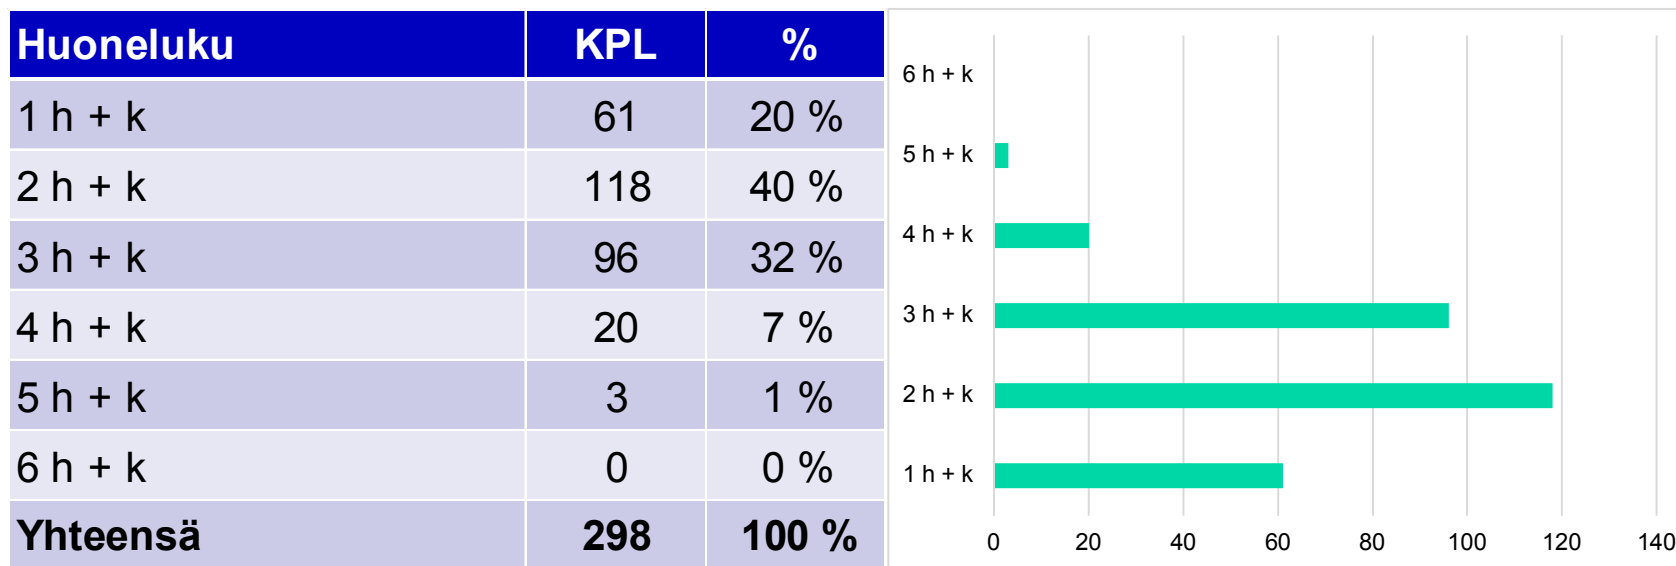 Huoneluku KPL %
1 h + k 61 20 %
2 h + k 118 40 %
3 h + k 96 32 %
4 h + k 20 7 %
5 h + k 3 1 %
6 h + k 0 0 %
Yhteensä 298 100 %
6 h + k
5 h + k
4 h + k
3 h + k
2 h + k
1 h + k
0 20 40 60 80 100 120 140